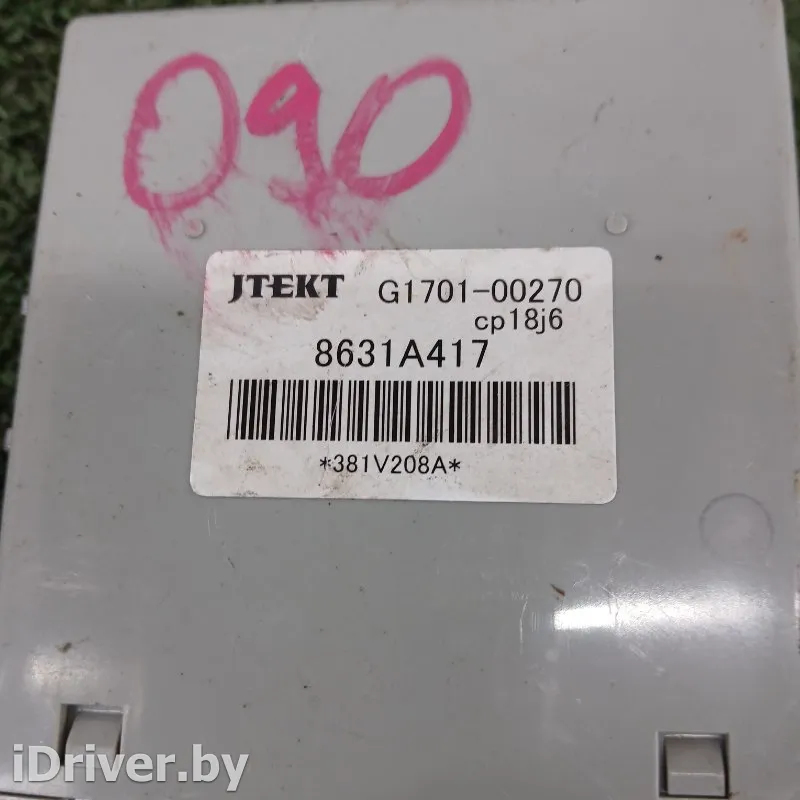 090
JTEKT G1701-00270
cp18j6
8631A417
*381V208A*
iDriver.by